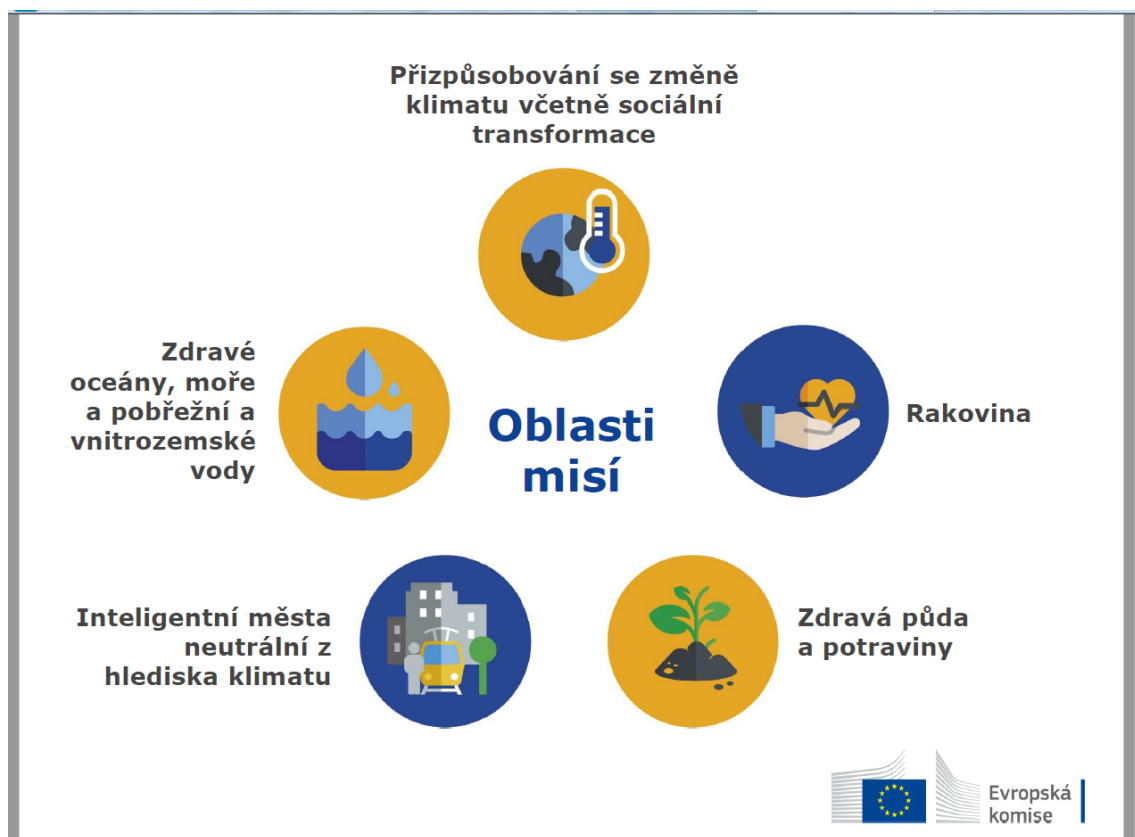 Přizpůsobování se změně
klimatu včetně sociální
transformace
Zdravé
oceány, moře
a pobřežní a
vnitrozemské
vody
Oblasti
misí
Rakovina
Inteligentní města
neutrální z
hlediska klimatu
Zdravá půda
a potraviny
Evropská
komise